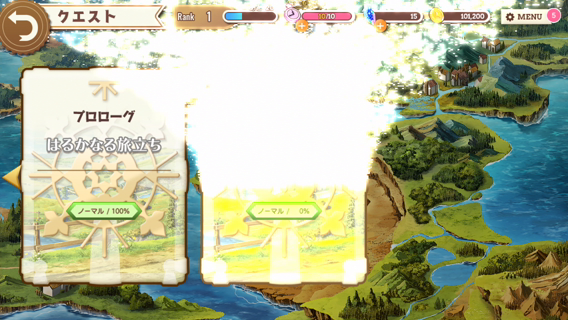 クエスト
Rank 1
10/10
15
101,200
MENU
5
プロローグ
はるかなる旅立ち
ノーマル / 100%
ノーマル / 0%